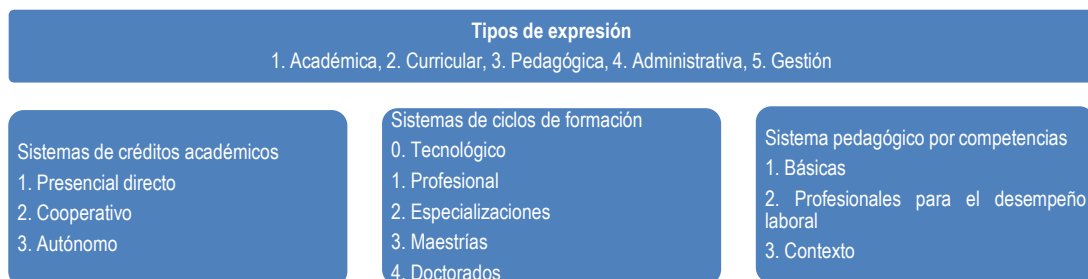 Tipos de expresión
1. Académica, 2. Curricular, 3. Pedagógica, 4. Administrativa, 5. Gestión
Sistemas de créditos académicos
1. Presencial directo
2. Cooperativo
3. Autónomo
Sistemas de ciclos de formación
0. Tecnológico
1. Profesional
2. Especializaciones
3. Maestrías
4. Doctorados
Sistema pedagógico por competencias
1. Básicas
2. Profesionales para el desempeño
laboral
3. Contexto